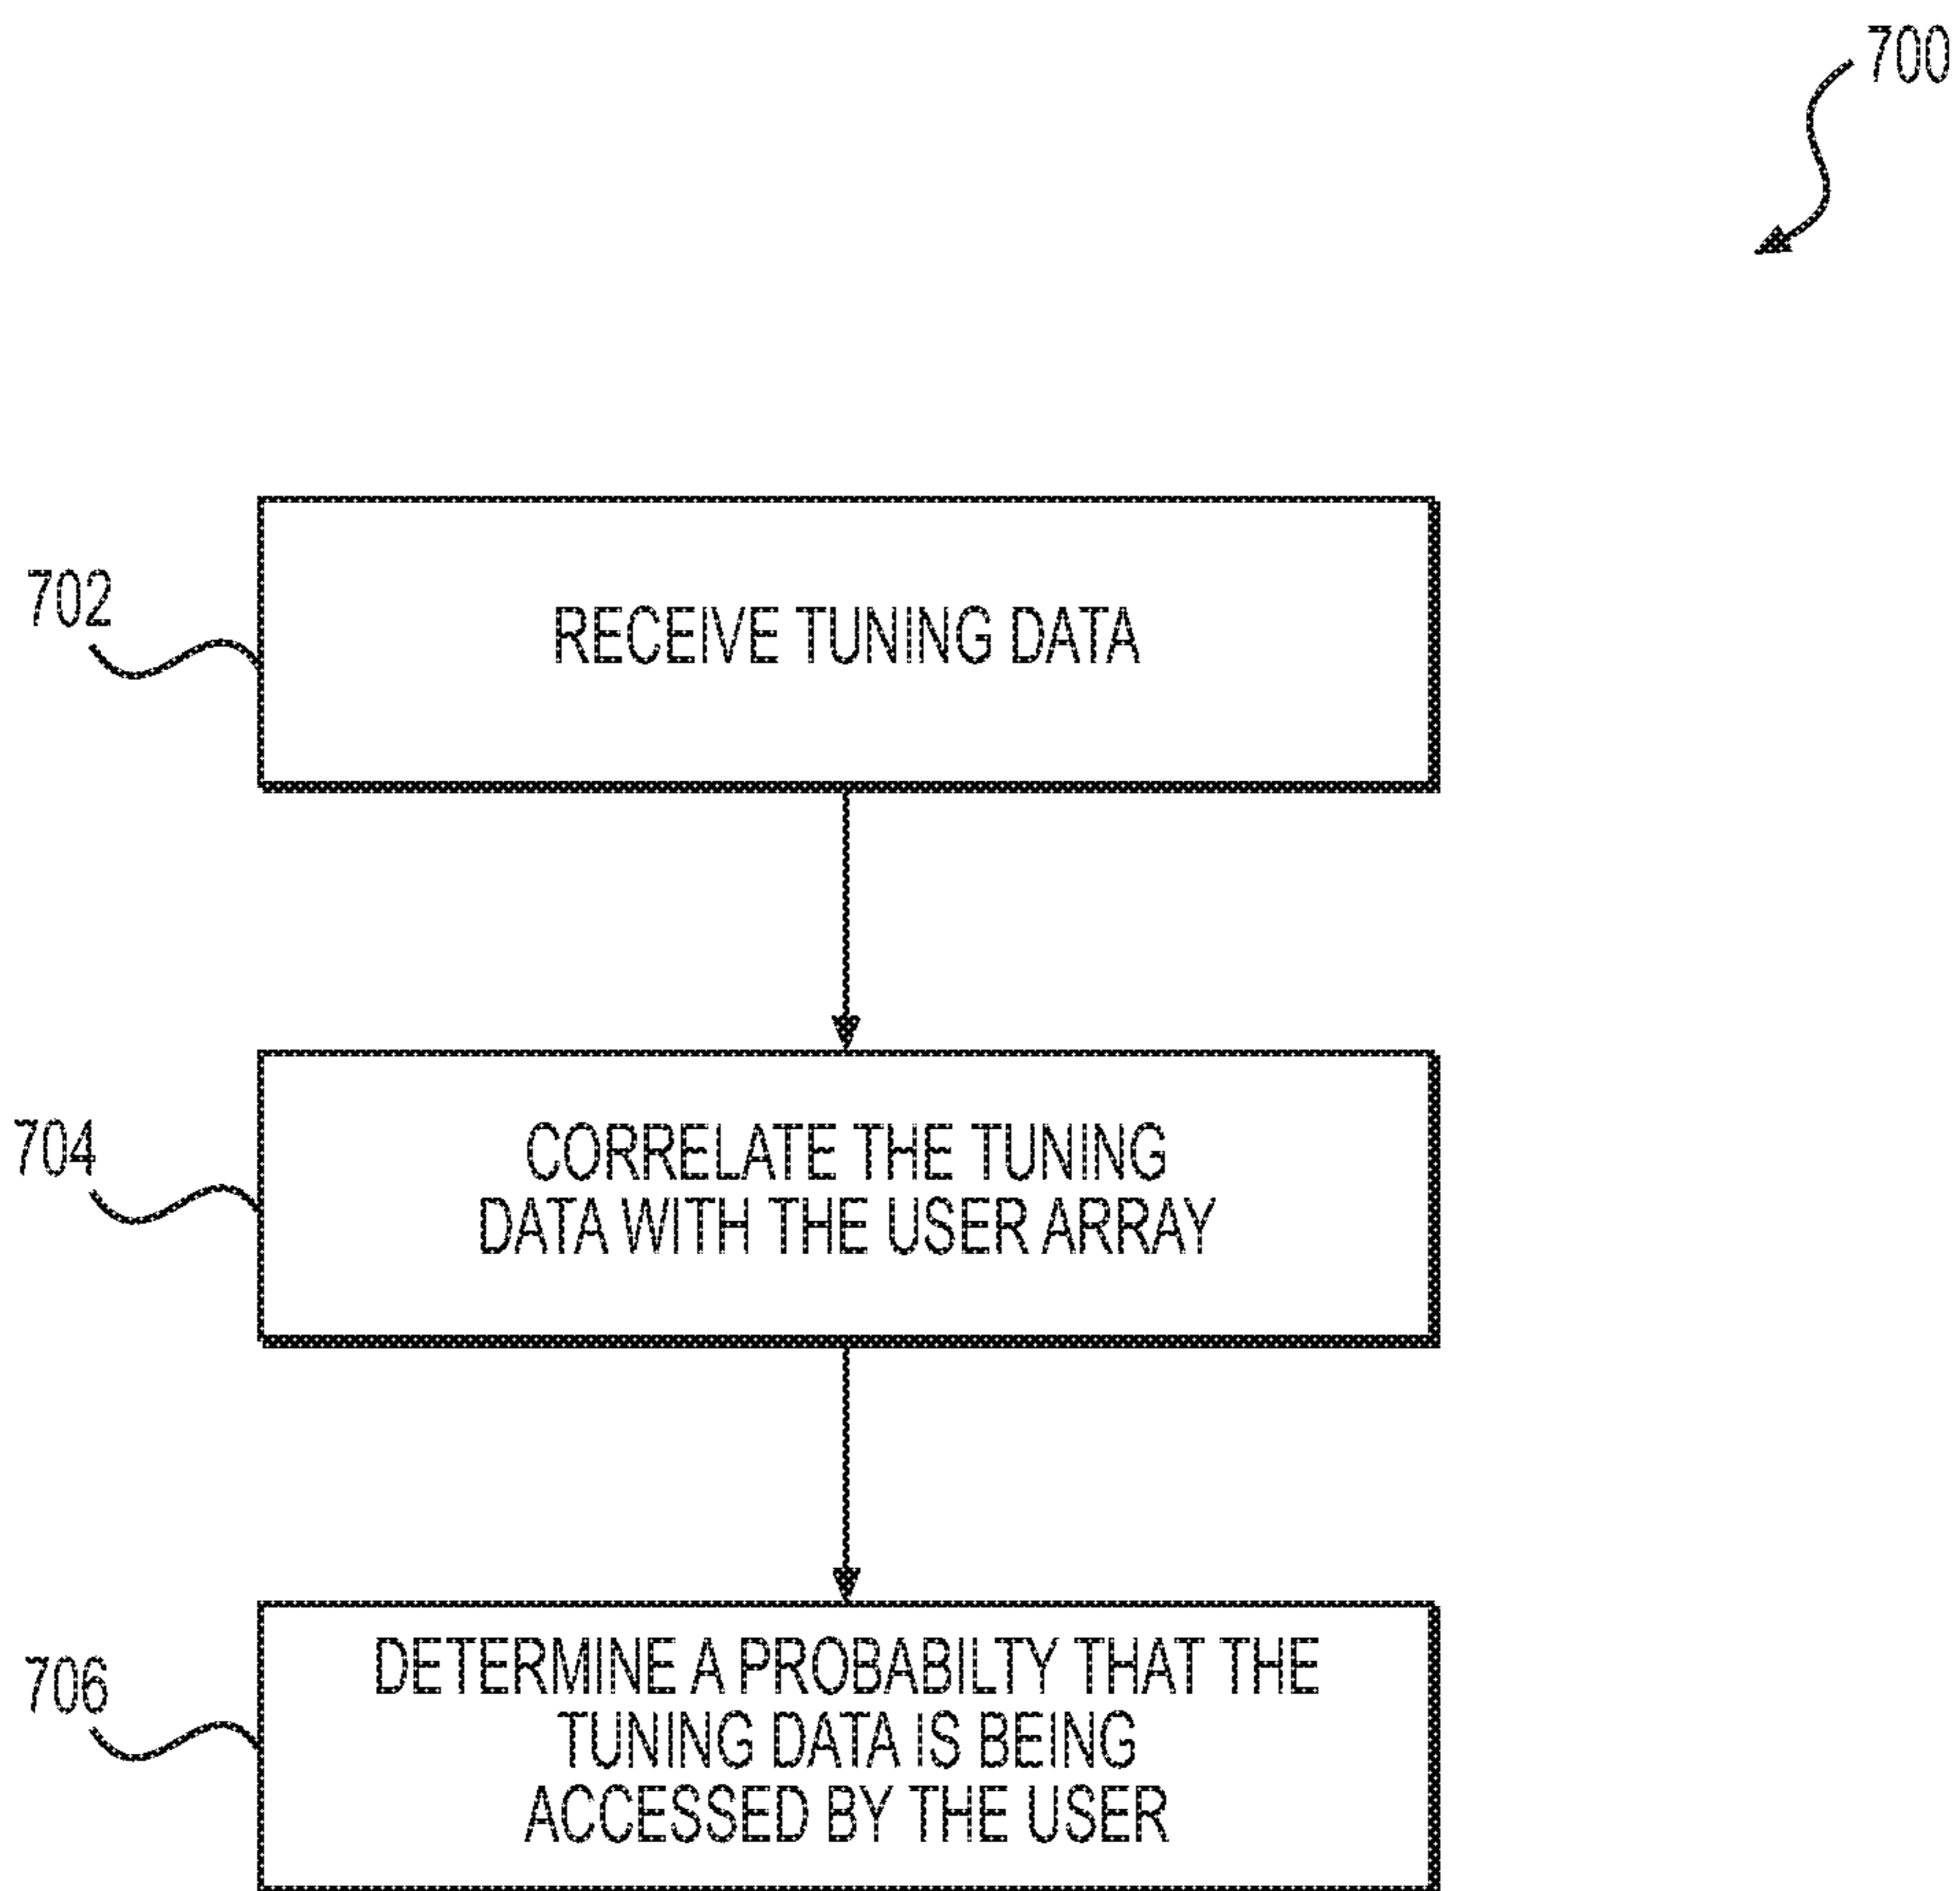 700
702
RECEIVE TUNING DATA
704
CORRELATE THE TUNING
DATA WITH THE USER ARRAY
706
DETERMINE A PROBABILTY THAT THE
TUNING DATA IS BEING
ACCESSED BY THE USER